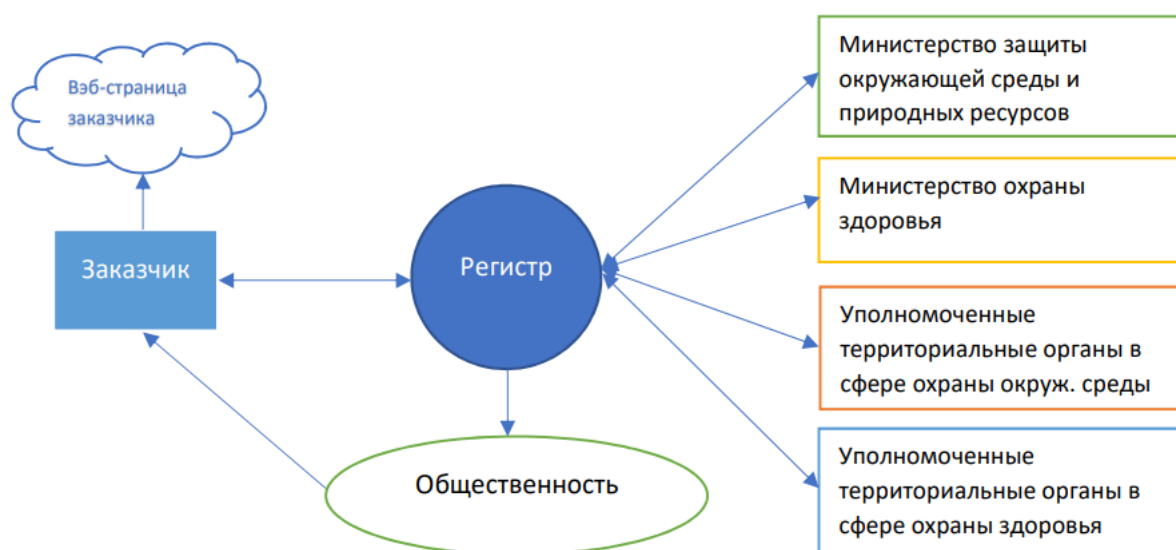 Вэб-страница
заказчика
Заказчик
Регистр
Общественность
Министерство защиты
окружающей среды и
природных ресурсов
Министерство охраны
здоровья
Уполномоченные
территориальные органы в
сфере охраны окруж. среды
Уполномоченные
территориальные органы в
сфере охраны здоровья